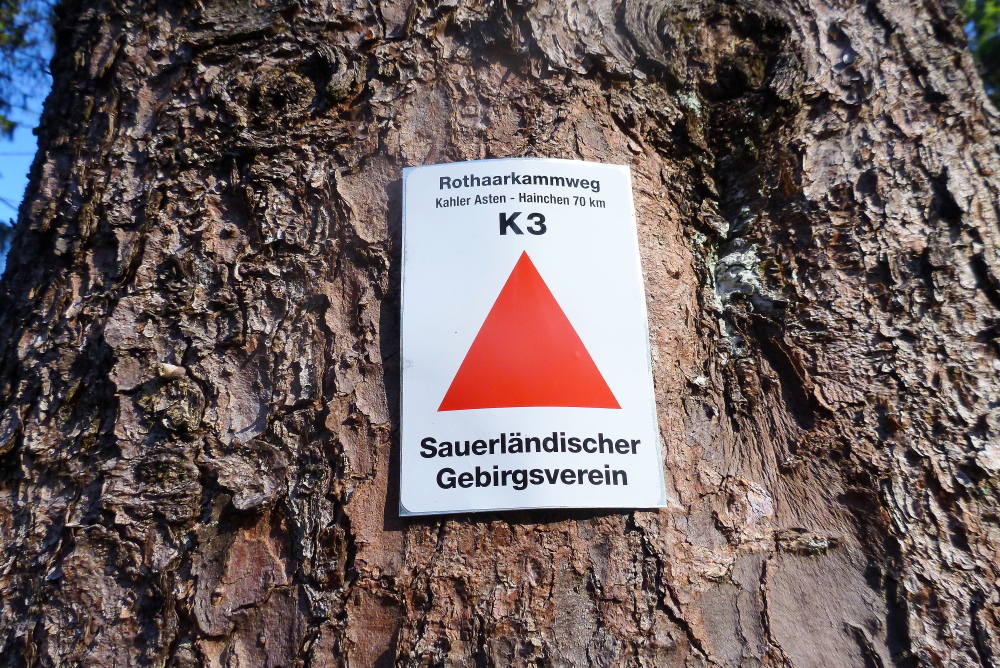 Rothaarkammweg
Kahler Asten - Hainchen 70 km
K3
Sauerländischer
Gebirgsverein